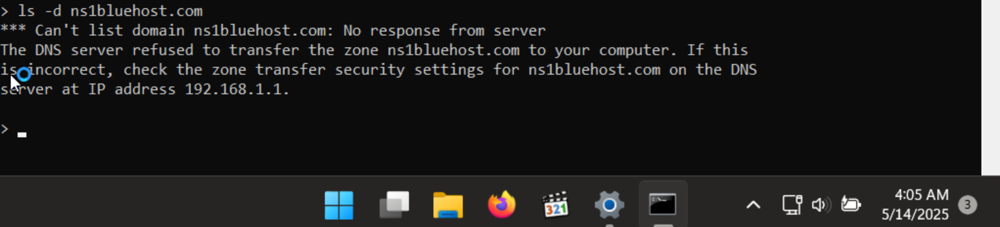 > ls -d ns1bluehost.com
*** Can't list domain ns1bluehost.com: No response from server
The DNS server refused to transfer the zone ns1bluehost.com to your computer. If this
is incorrect, check the zone transfer security settings for ns1bluehost.com on the DNS
server at IP address 192.168.1.1.
>
321
4:05 AM
5/14/2025
3